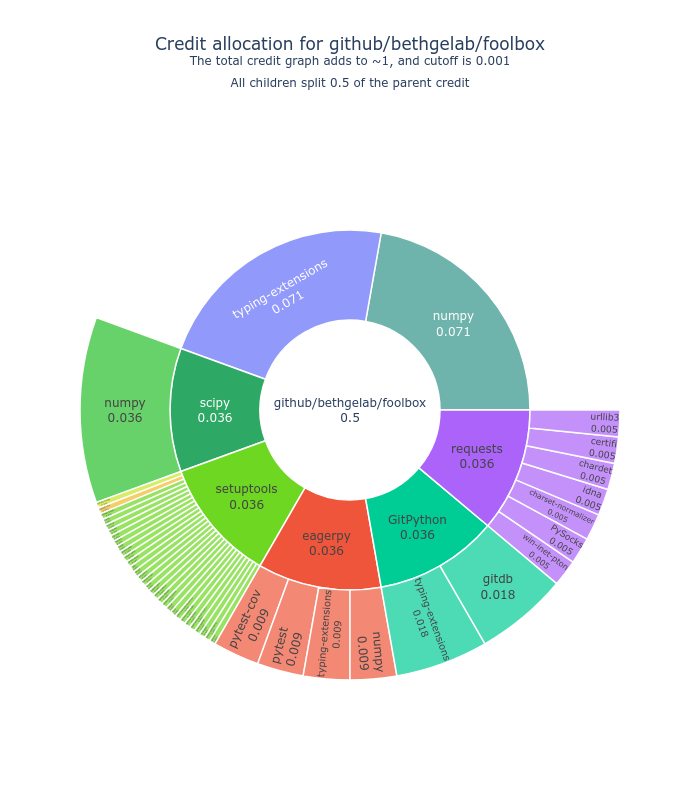 Credit allocation for github/bethgelab/foolbox
The total credit graph adds to ~1, and cutoff is 0.001
All children split 0.5 of the parent credit
typing-extensions
0.071
numpy
0.071
numpy
0.036
scipy
0.036
github/bethgelab/foolbox
0.5
requests
0.036
urllib3
0.005
certifi
0.005
chardet
0.005
idna
0.005
charset-normalizer
0.005
PySocks
0.005
win-inet-pton
0.005
setuptools
0.036
eagerpy
0.036
GitPython
0.036
gitdb
0.018
typing-extensions
0.018
pytest-cov
0.009
pytest
0.009
typing-extensions
0.009
numpy
0.009